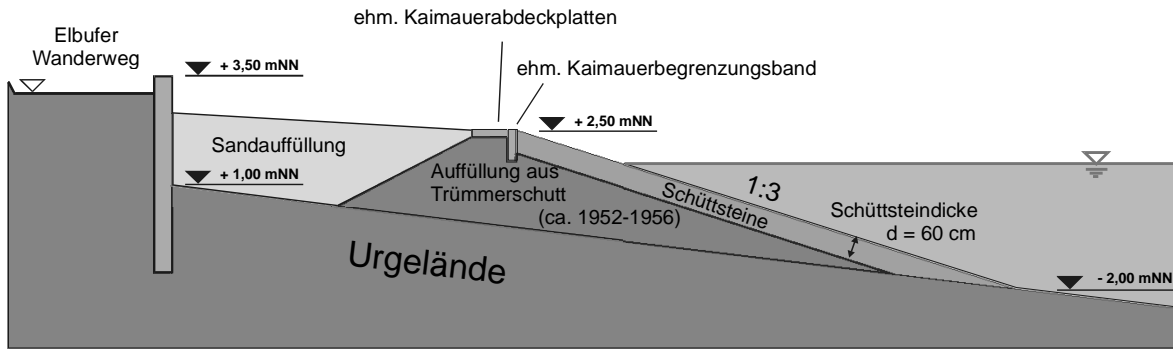 ehm. Kaimauerabdeckplatten
Elbufer
Wanderweg
+ 3,50 mNN
ehm. Kaimauerbegrenzungsband
+ 2,50 mNN
Sandauffüllung
+ 1,00 mNN
Auffüllung aus
Trümmerschutt
(ca. 1952-1956)
1:3
Schüttsteine
Schüttsteindicke
d = 60 cm
Urgelände
- 2,00 mNN